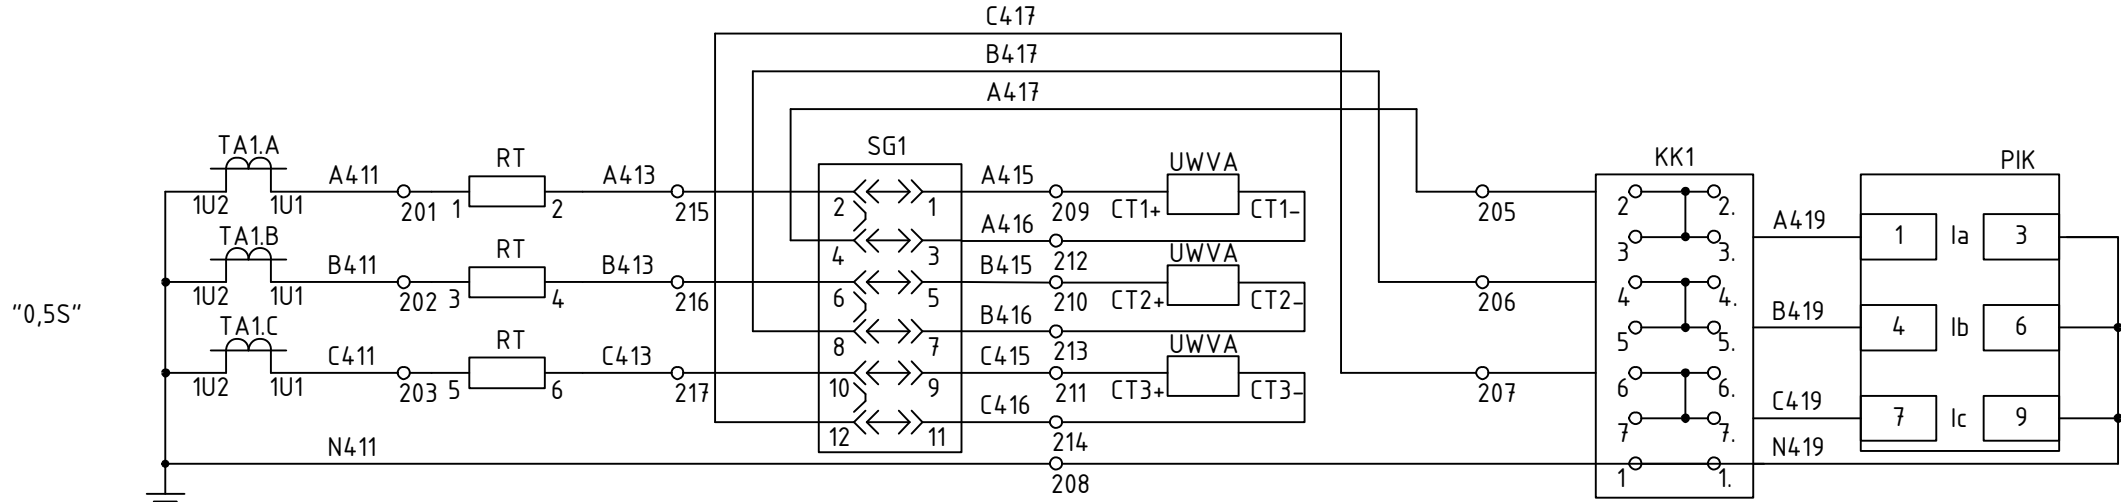 C417
B417
A417
SG1
TA1.A RT UWVA KK1 PIK
A411 A413 A415
1U2 1U1 201 1 2 215 2 1 209 CT1+ CT1- 205 2 2. A419 1 Ia 3
A416
TA1.B RT 4 3 212 UWVA 3 3.
B411 B413 B415
1U2 1U1 202 3 4 216 6 5 210 CT2+ CT2- 206 4 4. B419 4 Ib 6
"0,5S"
B416
TA1.C RT 8 7 213 UWVA 5 5.
C411 C413 C415
1U2 1U1 203 5 6 217 10 9 211 CT3+ CT3- 207 6 6. C419 7 Ic 9
C416
12 11 214 7 7.
N411 N419
208 1 1.